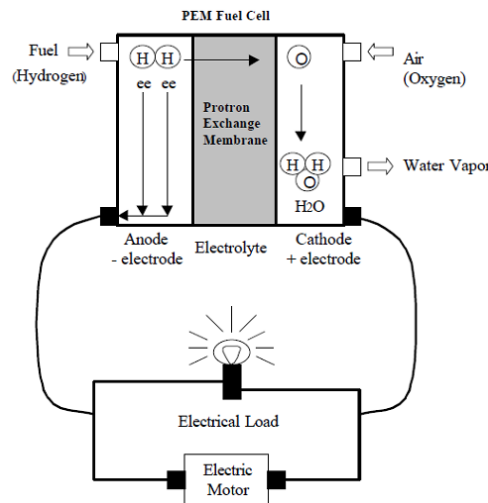 PEM Fuel Cell
Fuel
(Hydrogen)
H H
ee ee
Protron
Exchange
Membrane
O
Air
(Oxygen)
H H
O
H2O
Water Vapor
Anode
- electrode
Electrolyte
Cathode
+ electrode
Electrical Load
Electric
Motor